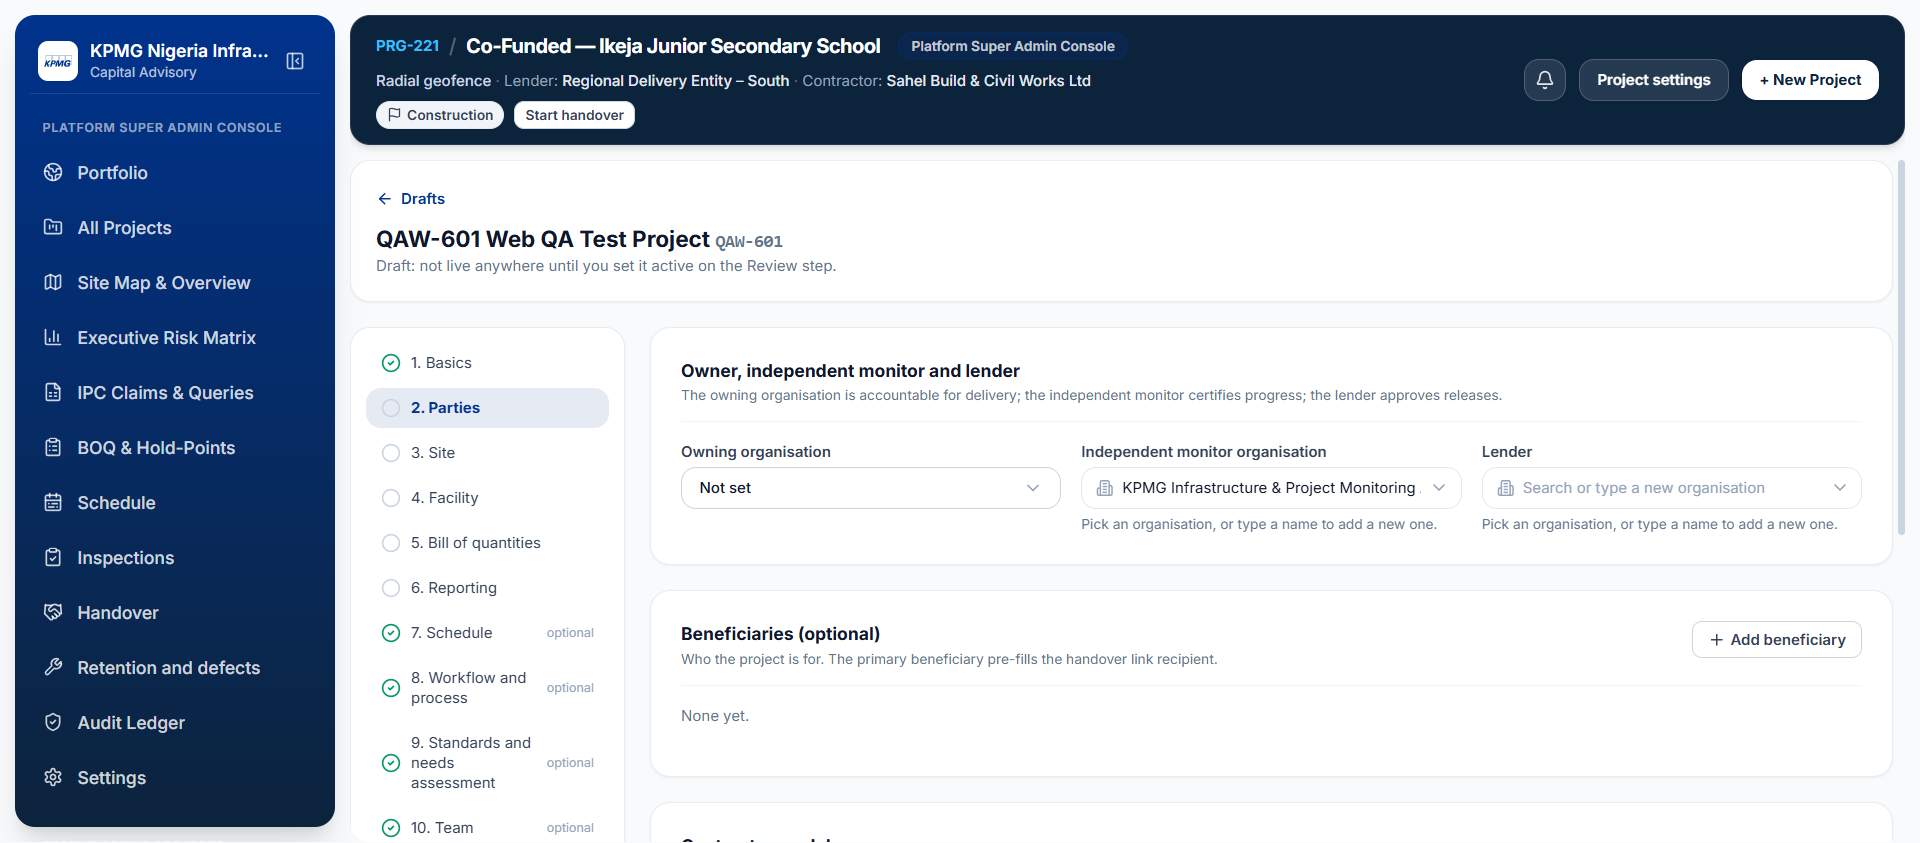 KPMG
KPMG Nigeria Infra...
Capital Advisory
PLATFORM SUPER ADMIN CONSOLE
Portfolio
All Projects
Site Map & Overview
Executive Risk Matrix
IPC Claims & Queries
BOQ & Hold-Points
Schedule
Inspections
Handover
Retention and defects
Audit Ledger
Settings
PRG-221 / Co-Funded — Ikeja Junior Secondary School Platform Super Admin Console
Radial geofence · Lender: Regional Delivery Entity – South · Contractor: Sahel Build & Civil Works Ltd
Construction Start handover
Project settings
+ New Project
Drafts
QAW-601 Web QA Test Project QAW-601
Draft: not live anywhere until you set it active on the Review step.
1. Basics
2. Parties
3. Site
4. Facility
5. Bill of quantities
6. Reporting
7. Schedule optional
8. Workflow and process optional
9. Standards and needs assessment optional
10. Team optional
Owner, independent monitor and lender
The owning organisation is accountable for delivery; the independent monitor certifies progress; the lender approves releases.
Owning organisation
Not set
Independent monitor organisation
KPMG Infrastructure & Project Monitoring
Pick an organisation, or type a name to add a new one.
Lender
Search or type a new organisation
Pick an organisation, or type a name to add a new one.
Beneficiaries (optional)
Who the project is for. The primary beneficiary pre-fills the handover link recipient.
+ Add beneficiary
None yet.